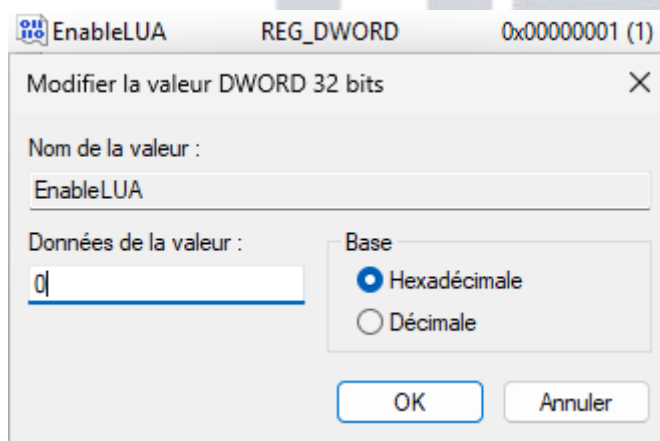 EnableLUA REG_DWORD 0x00000001 (1)
Modifier la valeur DWORD 32 bits
Nom de la valeur :
EnableLUA
Données de la valeur : Base
0 Hexadécimale
Décimale
OK Annuler